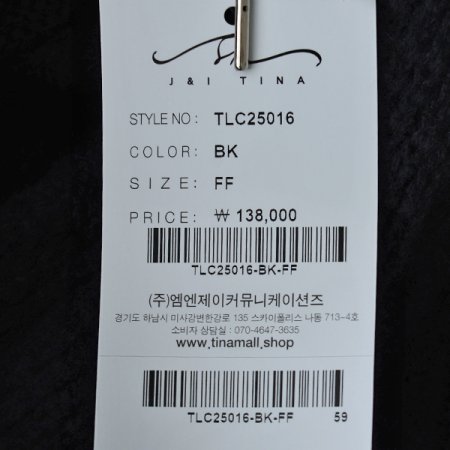 J & I TINA
STYLE NO : TLC25016
COLOR : BK
SIZE : FF
PRICE : ₩ 138,000
TLC25016-BK-FF
(주)엠엔제이커뮤니케이션즈
경기도 하남시 미사강변한강로 135 스카이폴리스 나동 713-4호
소비자 상담실 : 070-4647-3635
www.tinamall.shop
TLC25016-BK-FF 59